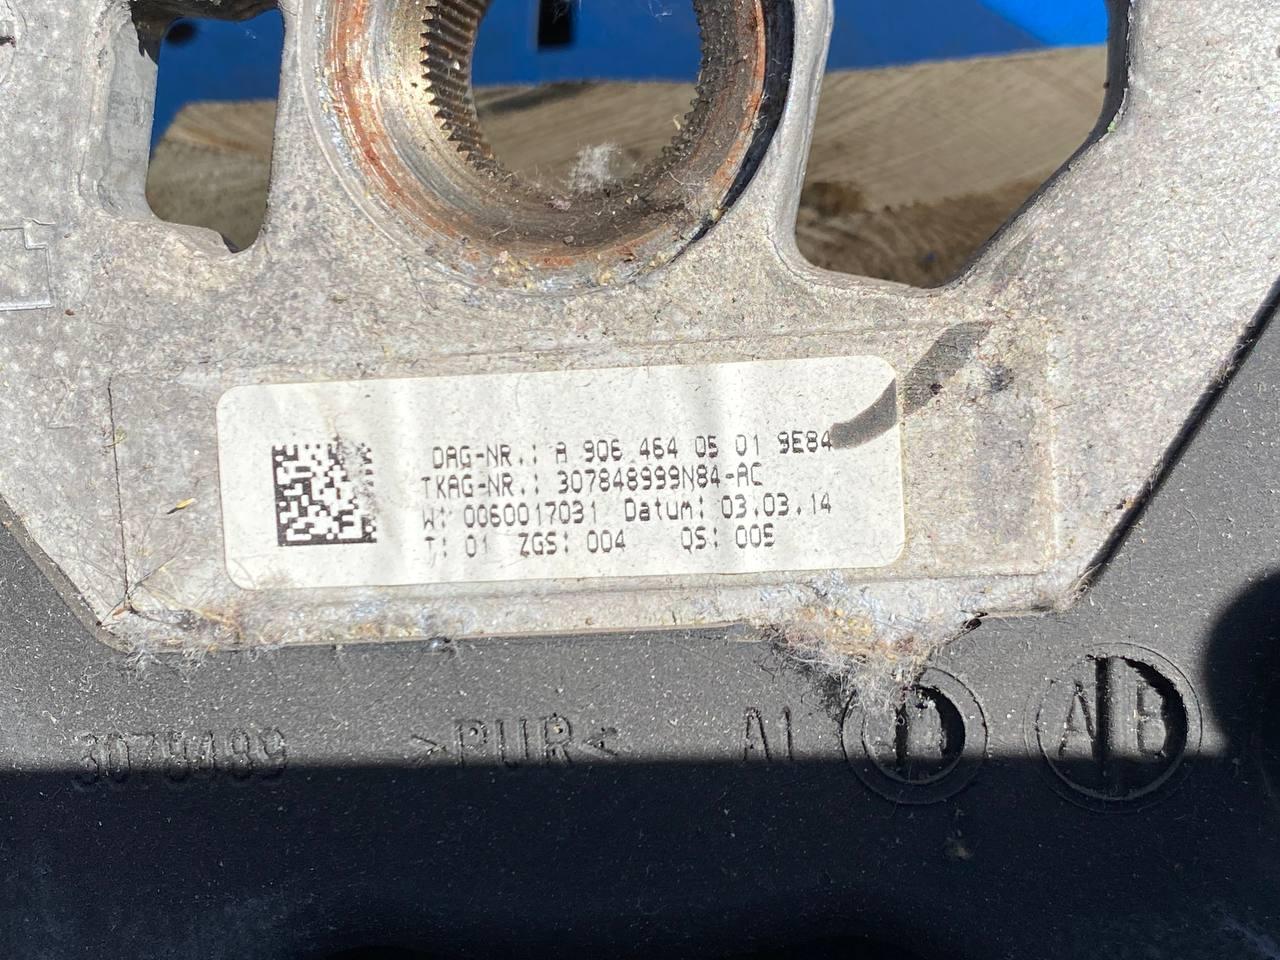 DAG-NR.: A 906 464 05 01 9E84
TKAG-NR.: 307848999N84-AC
W: 0060017031 Datum: 03.03.14
T: 01 ZGS: 004 QS: 005
>PUR<
A B